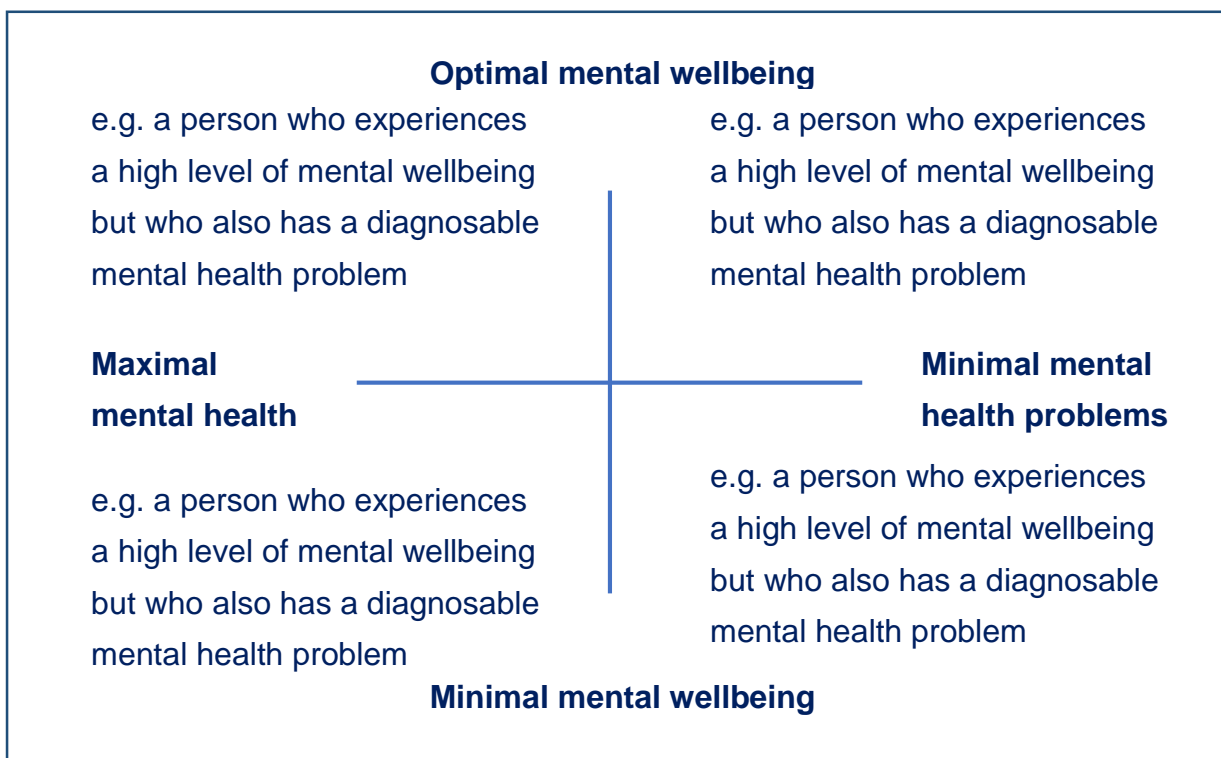 Optimal mental wellbeing
e.g. a person who experiences
a high level of mental wellbeing
but who also has a diagnosable
mental health problem
e.g. a person who experiences
a high level of mental wellbeing
but who also has a diagnosable
mental health problem
Maximal
mental health
Minimal mental
health problems
e.g. a person who experiences
a high level of mental wellbeing
but who also has a diagnosable
mental health problem
e.g. a person who experiences
a high level of mental wellbeing
but who also has a diagnosable
mental health problem
Minimal mental wellbeing